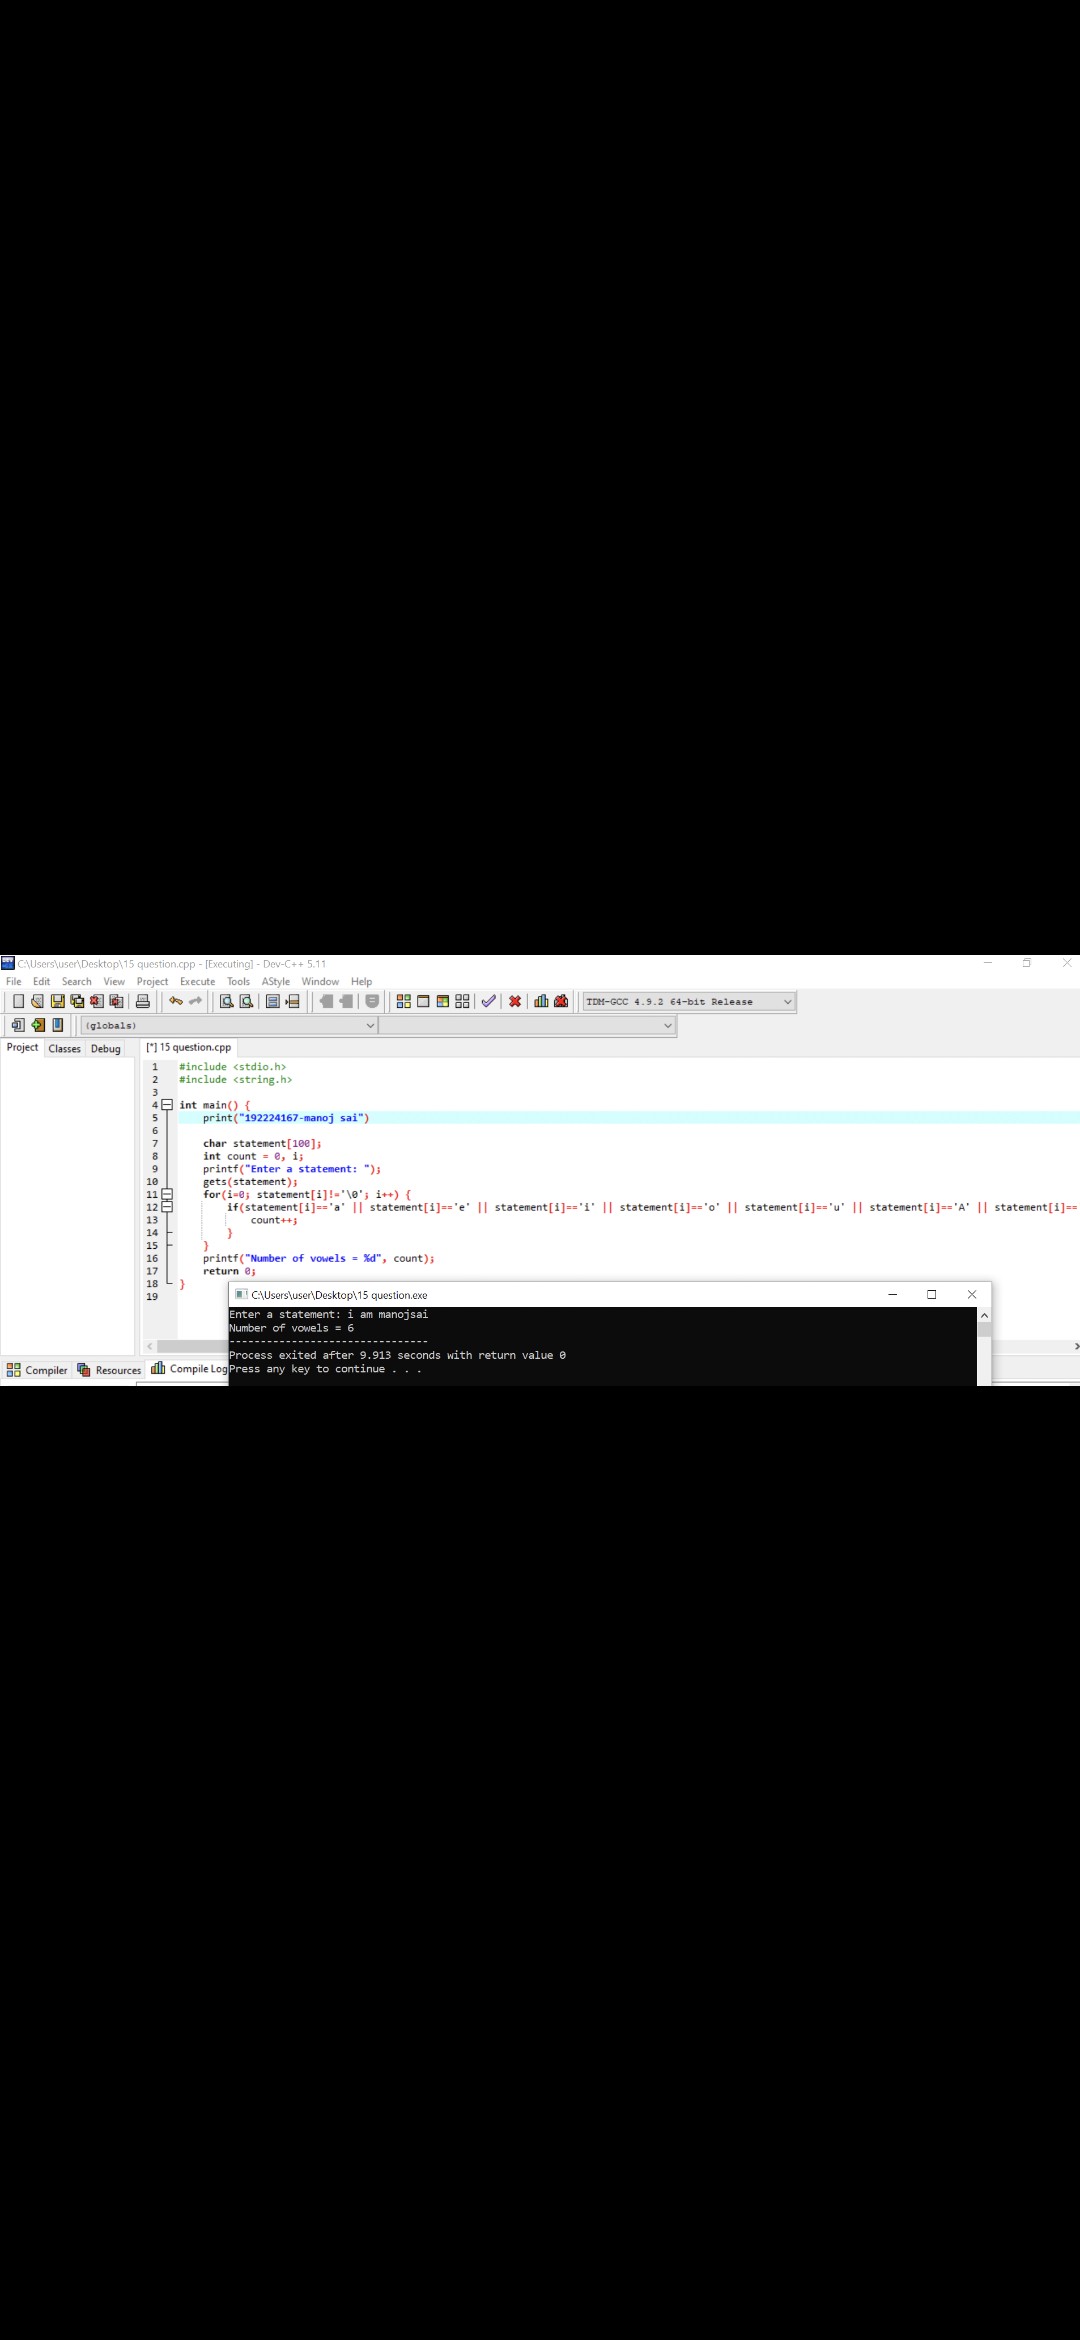 C:\Users\user\Desktop\15 question.cpp - [Executing] - Dev-C++ 5.11
File Edit Search View Project Execute Tools AStyle Window Help
TDM-GCC 4.9.2 64-bit Release
(globals)
Project Classes Debug [*] 15 question.cpp
1 #include <stdio.h>
2 #include <string.h>
3
4 int main() {
5 print("192224167-manoj sai")
6
7 char statement[100];
8 int count = 0, i;
9 printf("Enter a statement: ");
10 gets(statement);
11 for(i=0; statement[i]!='\0'; i++) {
12 if(statement[i]=='a' || statement[i]=='e' || statement[i]=='i' || statement[i]=='o' || statement[i]=='u' || statement[i]=='A' || statement[i]==
13 count++;
14 }
15 }
16 printf("Number of vowels = %d", count);
17 return 0;
18 }
19
C:\Users\user\Desktop\15 question.exe
Enter a statement: i am manojsai
Number of vowels = 6
--------------------------------
Process exited after 9.913 seconds with return value 0
Press any key to continue . . .
Compiler Resources Compile Log